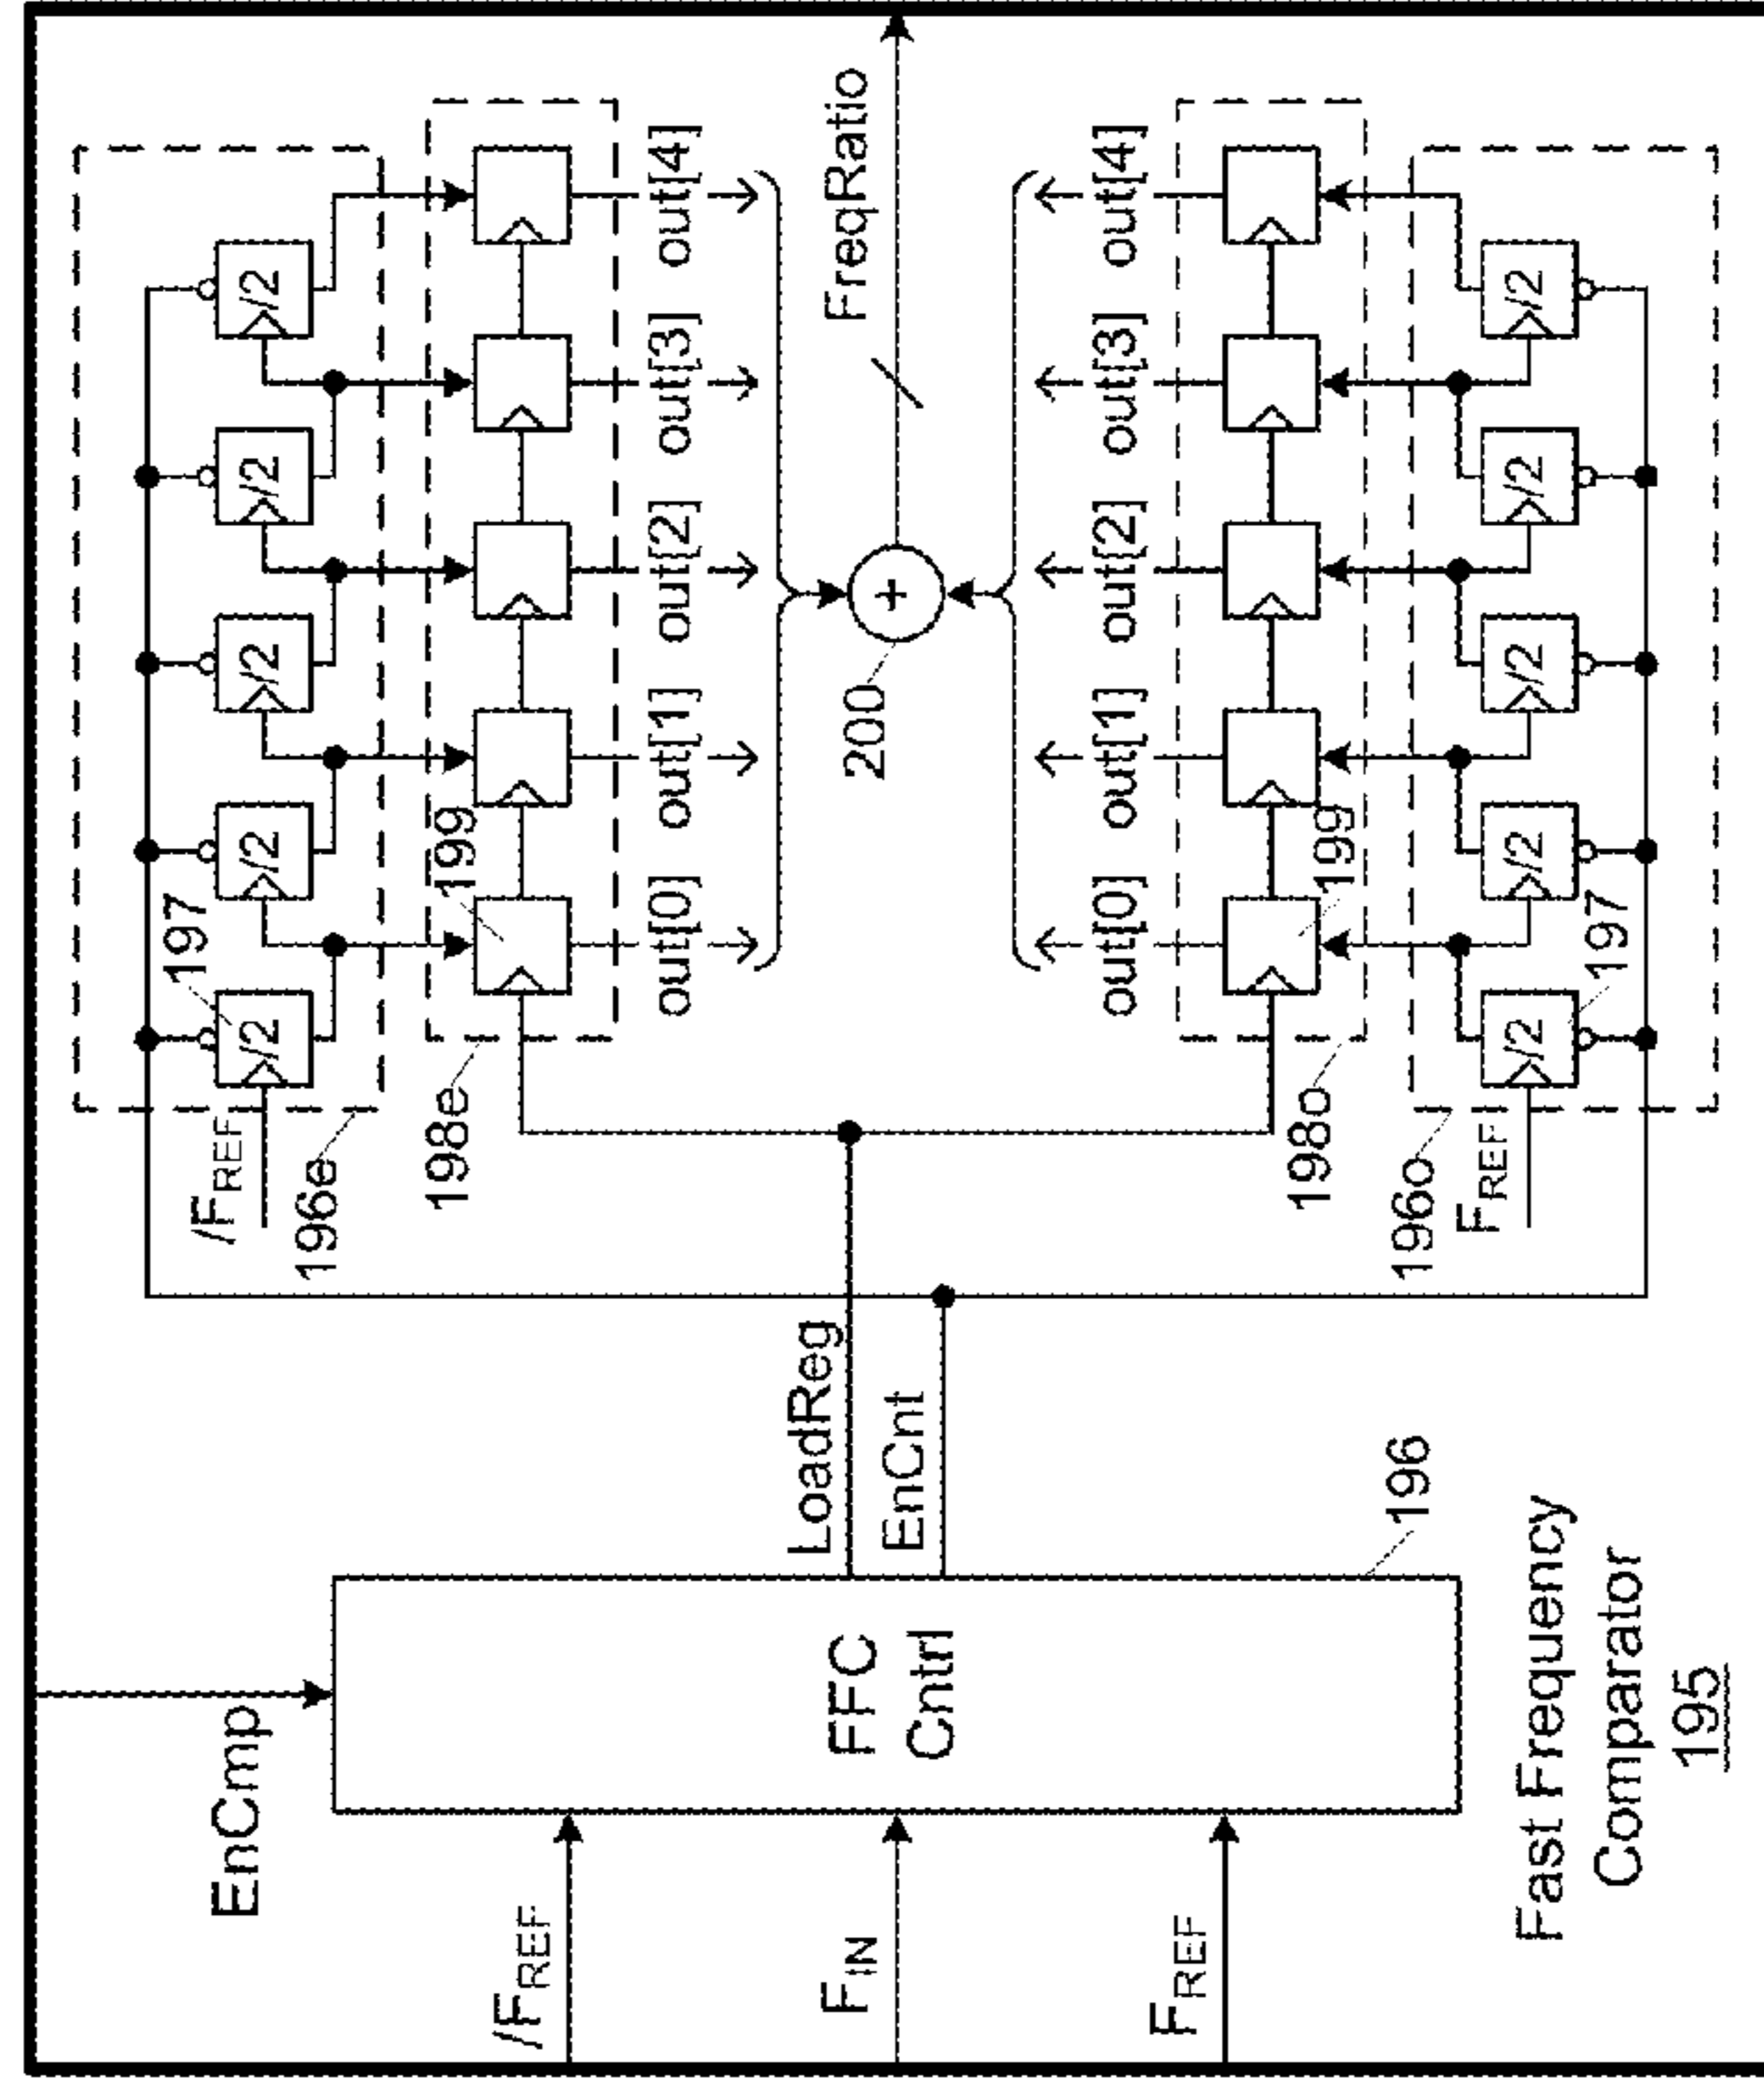 EnCmp
/FREF
FIN
FREF
FFC
Cntrl
196
LoadReg
EnCnt
/FREF
196e
197
/2
/2
/2
/2
/2
198e
199
out[0]
out[1]
out[2]
out[3]
out[4]
200
+
FreqRatio
out[0]
out[1]
out[2]
out[3]
out[4]
198o
199
196o
FREF
197
/2
/2
/2
/2
/2
Fast Frequency
Comparator
195